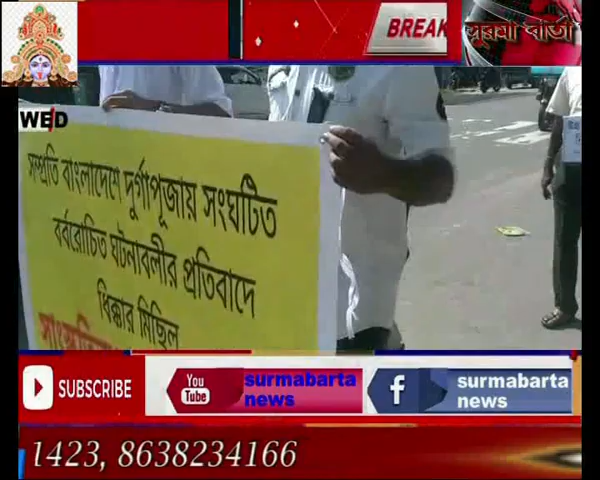 BREAK
সুরমা বার্তা
WED
সম্প্রতি বাংলাদেশে দুর্গাপূজায় সংঘটিত
বর্বরোচিত ঘটনাবলীর প্রতিবাদে
ধিক্কার মিছিল
SUBSCRIBE
You Tube
surmabarta news
f
surmabarta news
1423, 8638234166